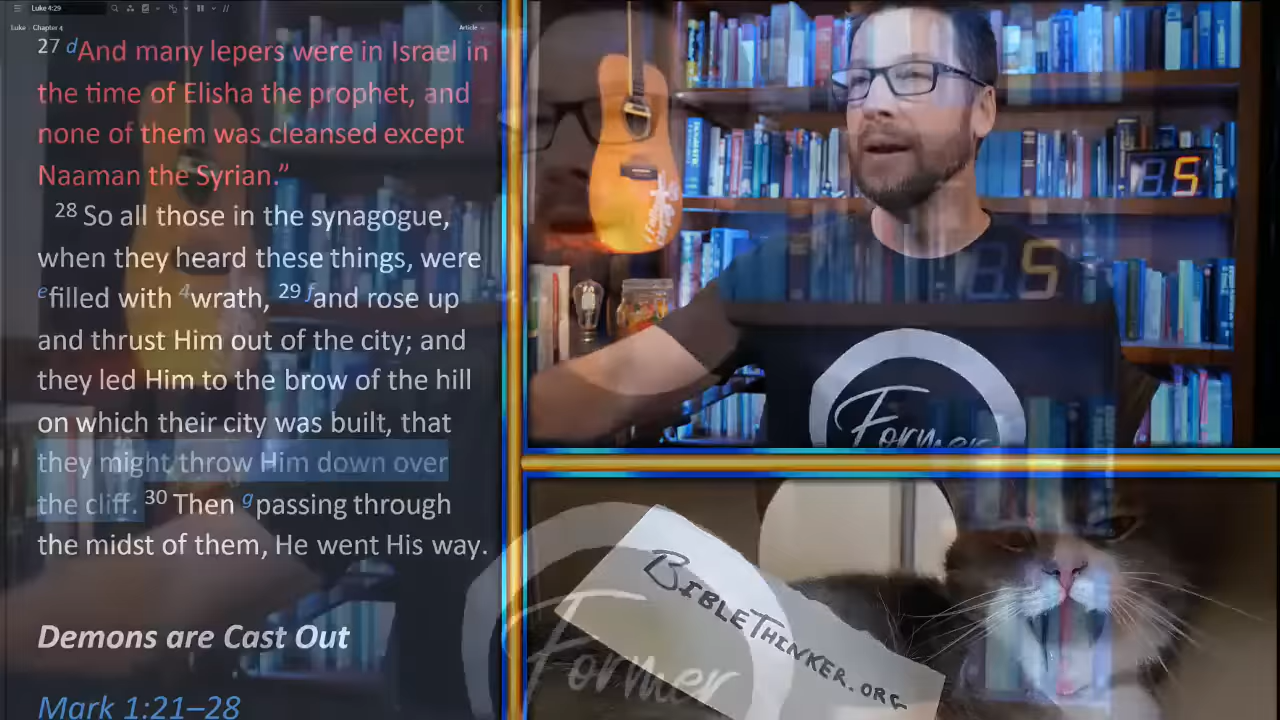 Luke 4:29
Luke · Chapter 4
Article
27 dAnd many lepers were in Israel in
the time of Elisha the prophet, and
none of them was cleansed except
Naaman the Syrian.”
28 So all those in the synagogue,
when they heard these things, were
efilled with 4wrath, 29 fand rose up
and thrust Him out of the city; and
they led Him to the brow of the hill
on which their city was built, that
they might throw Him down over
the cliff. 30 Then gpassing through
the midst of them, He went His way.
Demons are Cast Out
Mark 1:21–28
5
5
Former
BIBLETHINKER.ORG
Former